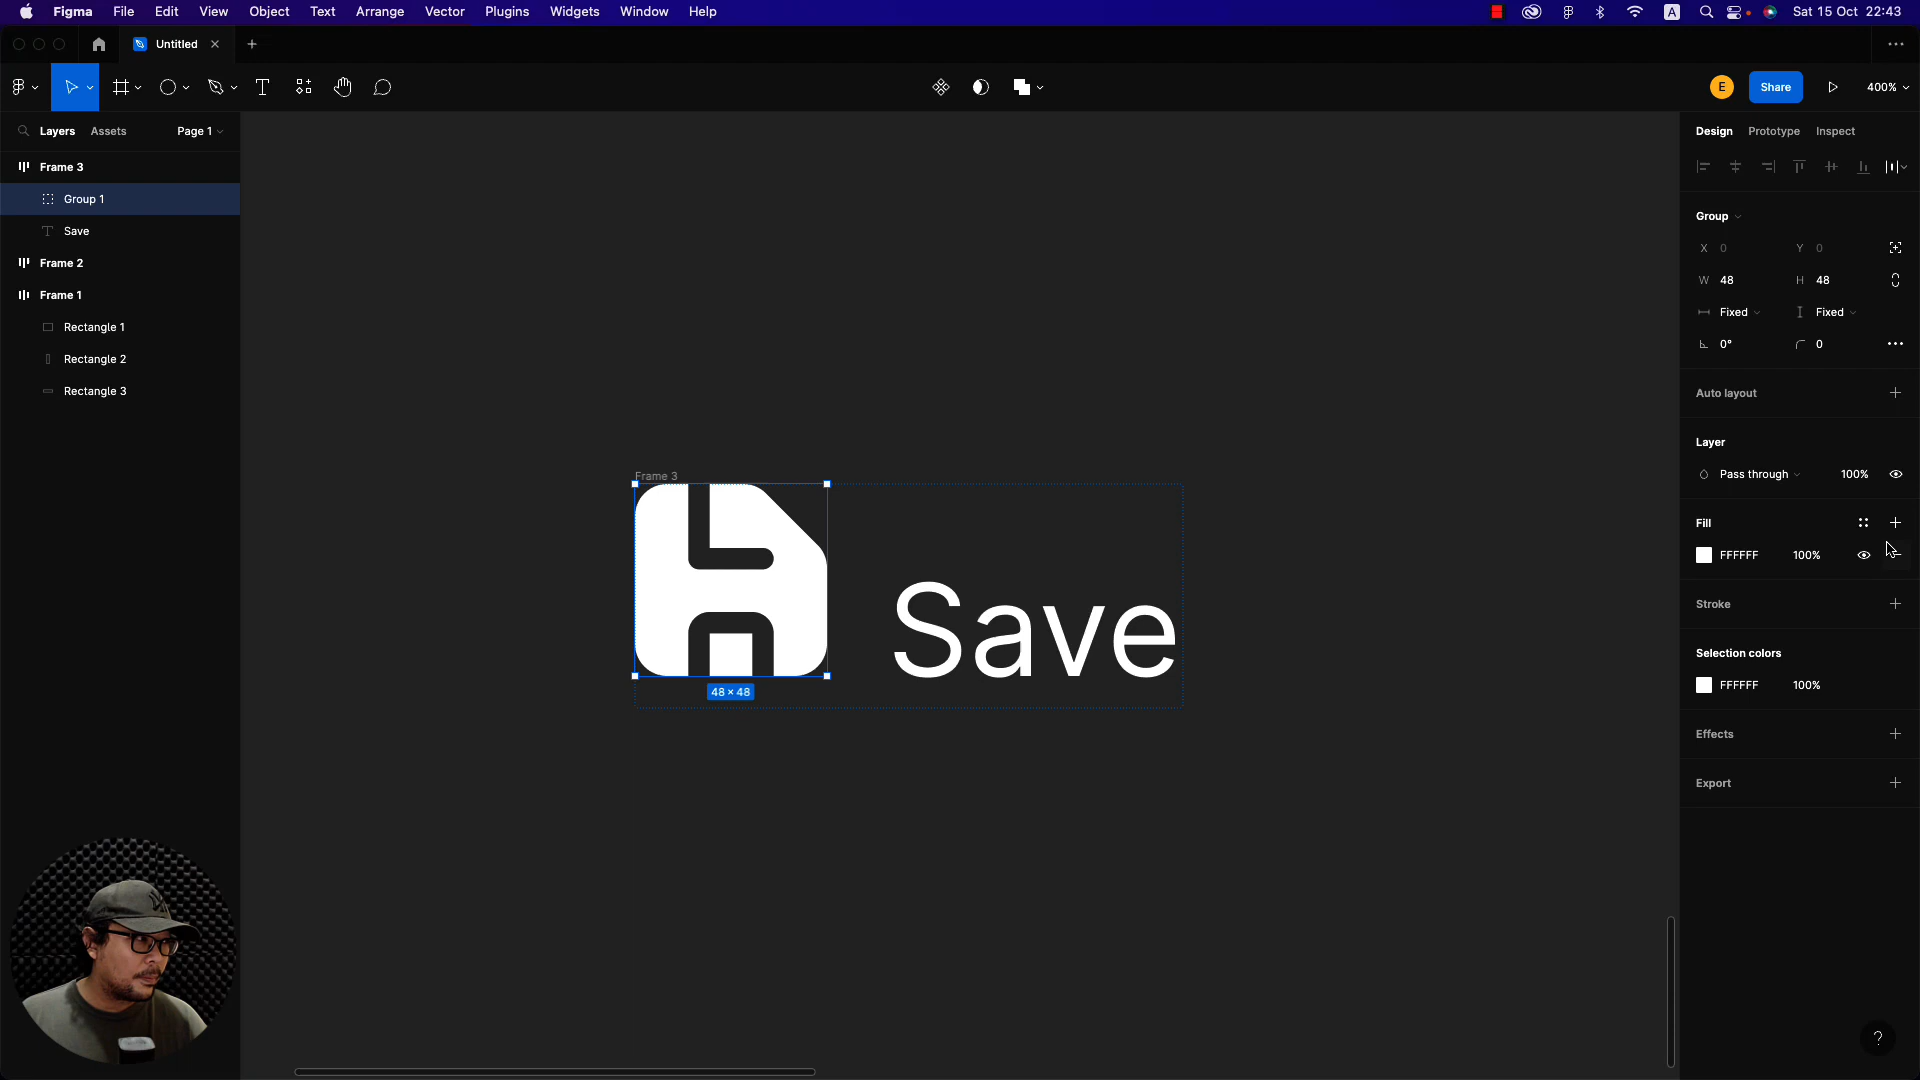 Figma File Edit View Object Text Arrange Vector Plugins Widgets Window Help A Sat 15 Oct 22:43
Untitled
E Share 400%
Layers Assets Page 1
Design Prototype Inspect
Frame 3
Group 1
Save
Frame 2
Frame 1
Rectangle 1
Rectangle 2
Rectangle 3
Frame 3
Save
48 × 48
Group
X 0 Y 0
W 48 H 48
Fixed Fixed
0° 0
Auto layout
Layer
Pass through 100%
Fill
FFFFFF 100%
Stroke
Selection colors
FFFFFF 100%
Effects
Export
?